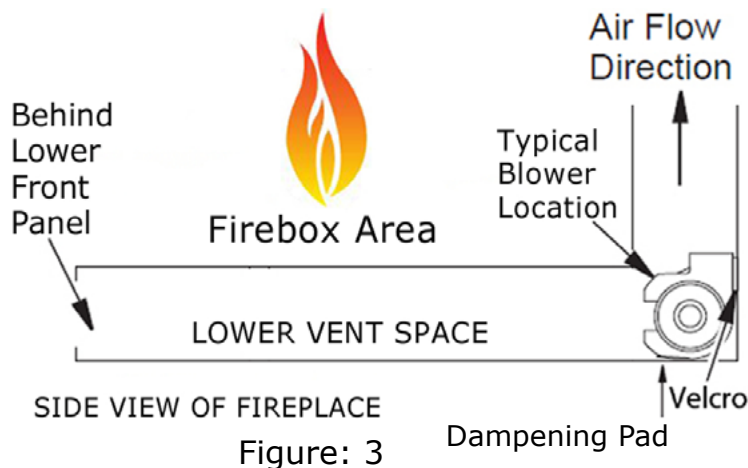 Air Flow
Direction
Behind
Lower
Front
Panel
Typical
Blower
Location
Firebox Area
LOWER VENT SPACE
SIDE VIEW OF FIREPLACE
Velcro
Dampening Pad
Figure: 3